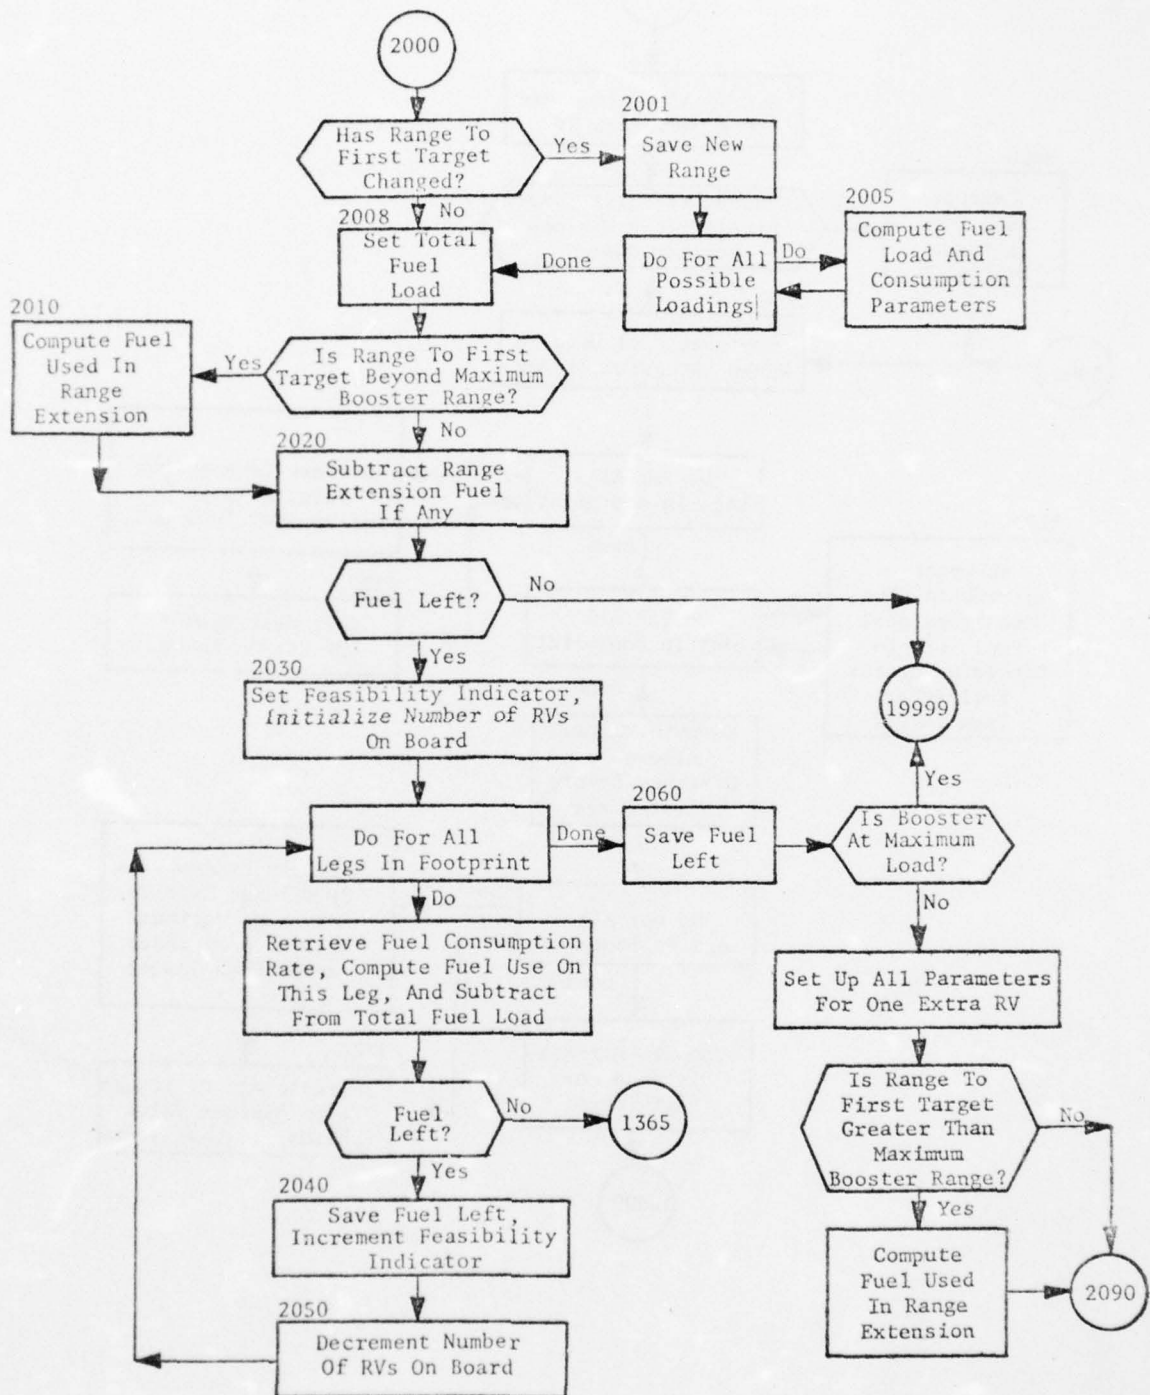 2000
Has Range To
First Target
Changed?
Yes
No
2001
Save New
Range
2005
Compute Fuel
Load And
Consumption
Parameters
Do For All
Possible
Loadings
Do
Done
2008
Set Total
Fuel
Load
2010
Compute Fuel
Used In
Range
Extension
Yes
Is Range To First
Target Beyond Maximum
Booster Range?
No
2020
Subtract Range
Extension Fuel
If Any
Fuel Left?
No
Yes
19999
2030
Set Feasibility Indicator,
Initialize Number of RVs
On Board
Do For All
Legs In Footprint
Done
2060
Save Fuel
Left
Is Booster
At Maximum
Load?
Yes
No
Do
Retrieve Fuel Consumption
Rate, Compute Fuel Use On
This Leg, And Subtract
From Total Fuel Load
Set Up All Parameters
For One Extra RV
Fuel
Left?
No
1365
Yes
Is Range To
First Target
Greater Than
Maximum
Booster Range?
No
Yes
2040
Save Fuel Left,
Increment Feasibility
Indicator
Compute
Fuel Used
In Range
Extension
2090
2050
Decrement Number
Of RVs On Board